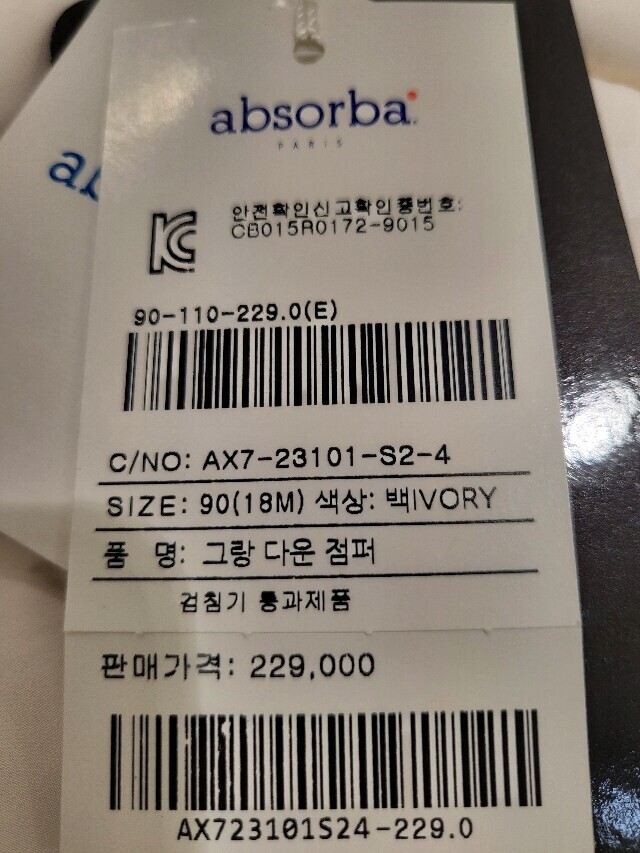 absorba
PARIS
ab
안전확인신고확인증번호:
CB015R0172-9015
90-110-229.0(E)
C/NO: AX7-23101-S2-4
SIZE: 90(18M) 색상: 백IVORY
품 명: 그랑 다운 점퍼
검침기 통과제품
판매가격: 229,000
AX723101S24-229.0